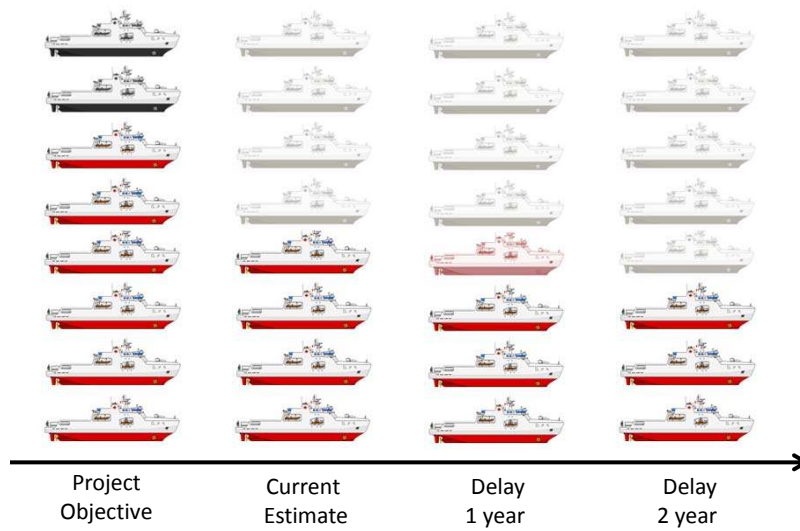 Project
Objective
Current
Estimate
Delay
1 year
Delay
2 year